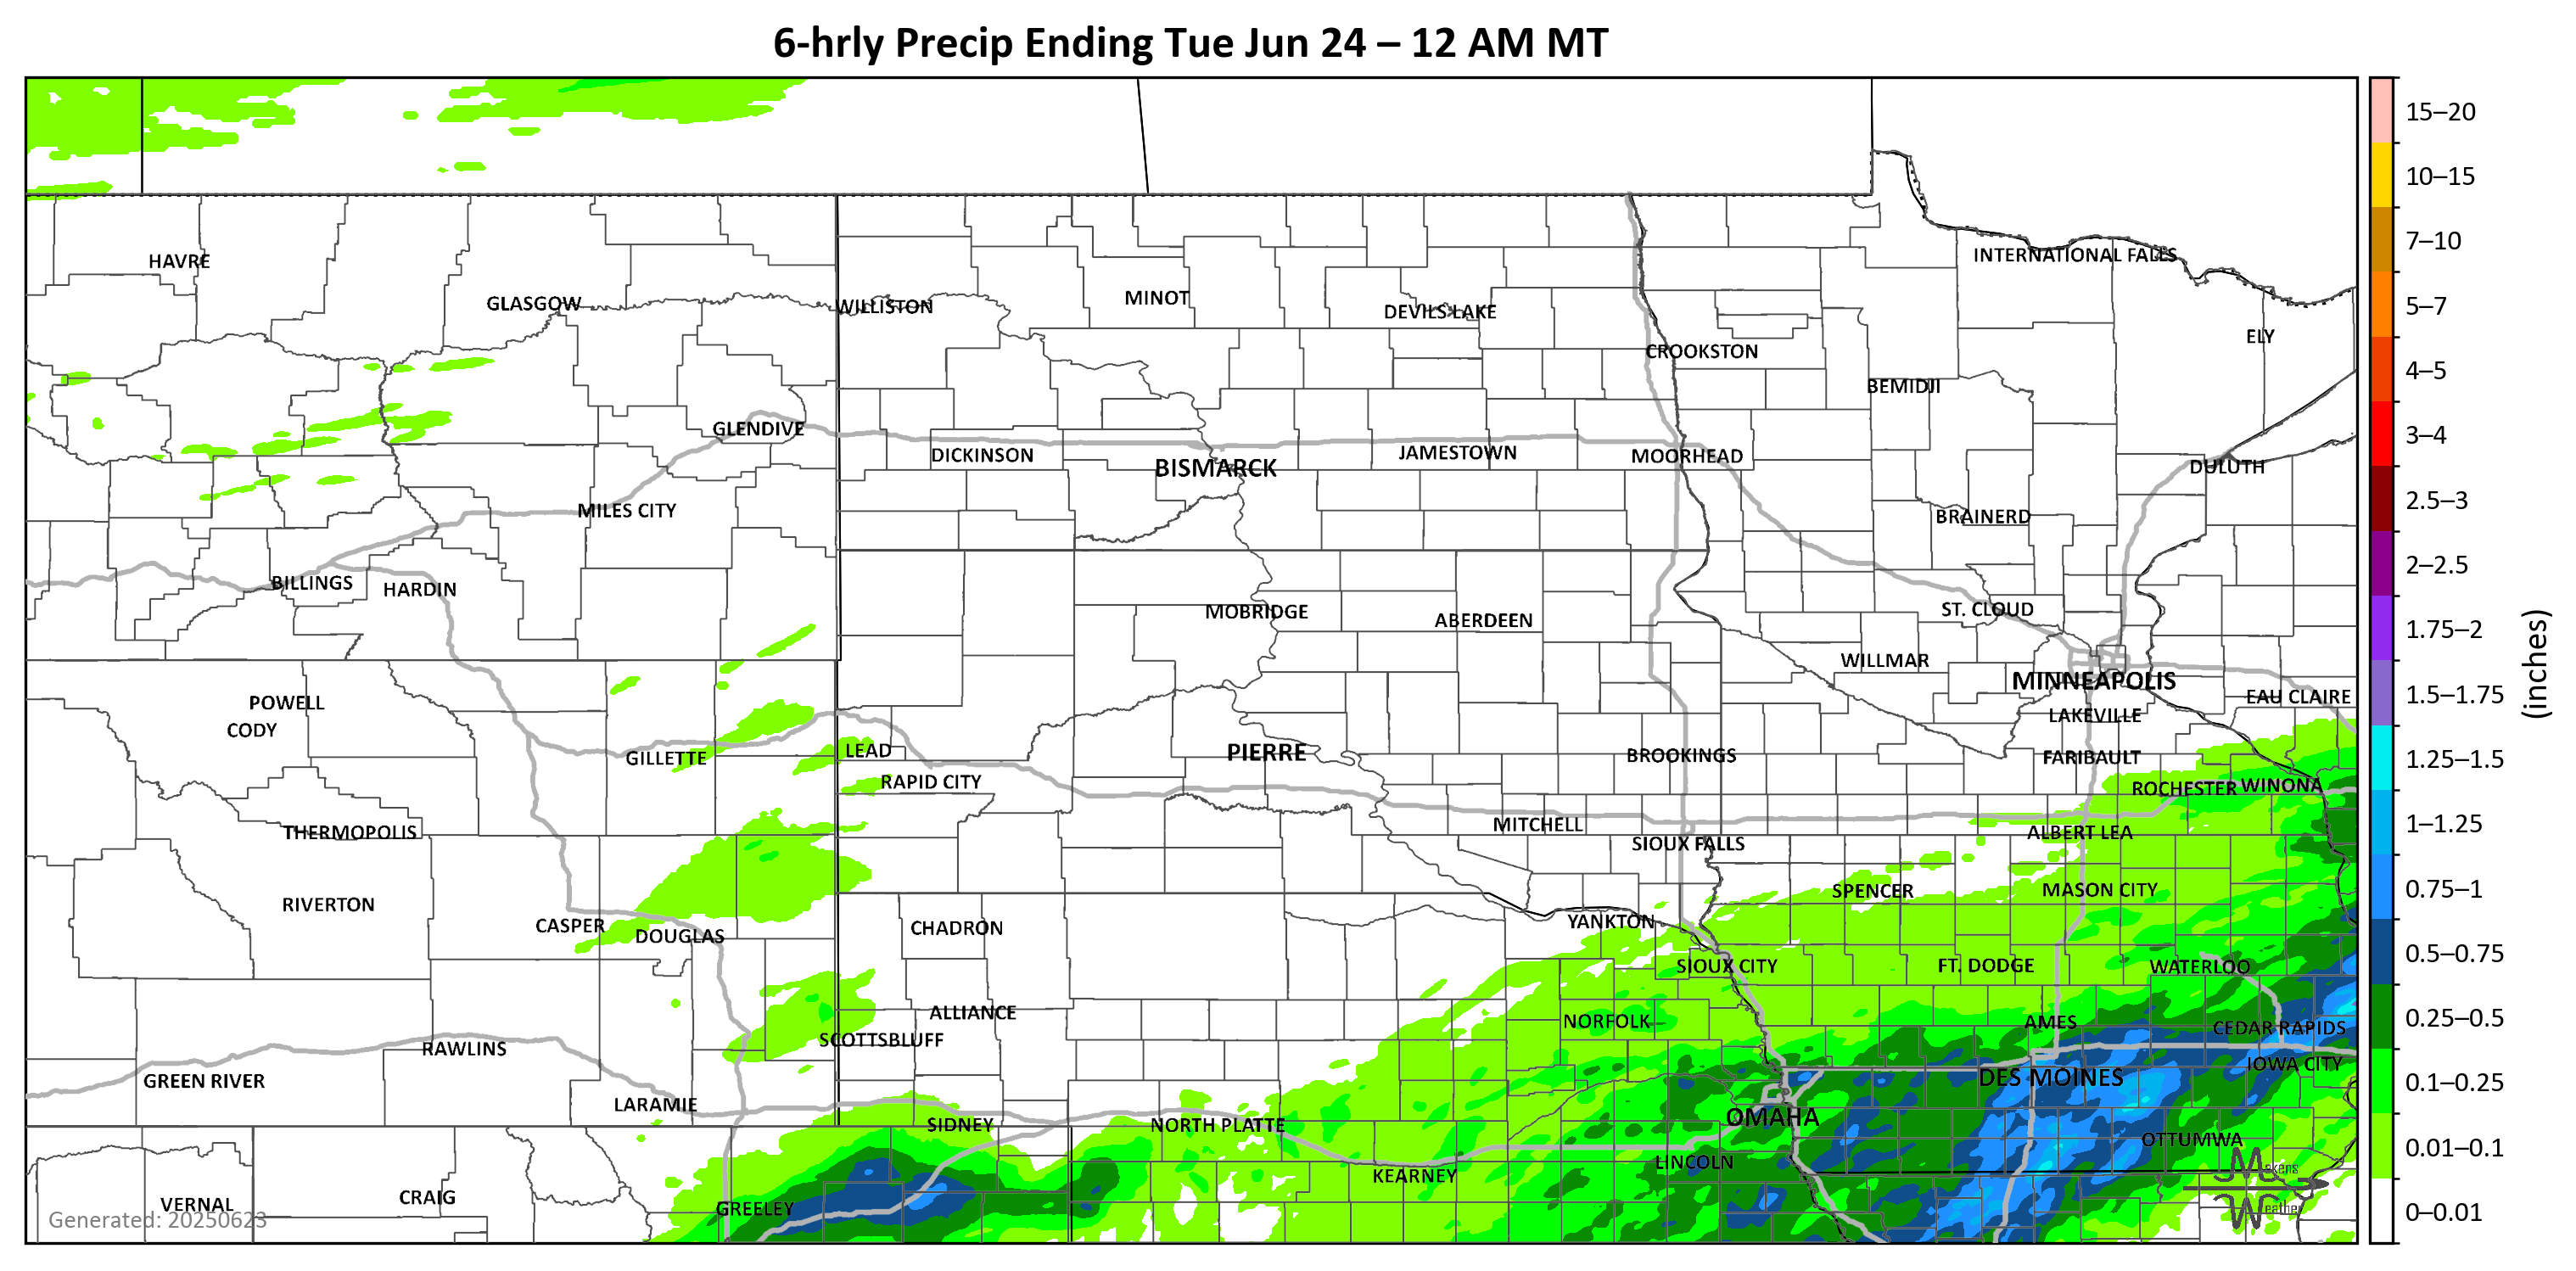 6-hrly Precip Ending Tue Jun 24 – 12 AM MT
HAVRE
GLASGOW
WILLISTON
MINOT
DEVILS LAKE
INTERNATIONAL FALLS
ELY
CROOKSTON
BEMIDJI
GLENDIVE
DICKINSON
BISMARCK
JAMESTOWN
MOORHEAD
DULUTH
MILES CITY
BRAINERD
BILLINGS
HARDIN
MOBRIDGE
ABERDEEN
ST. CLOUD
WILLMAR
MINNEAPOLIS
EAU CLAIRE
POWELL
CODY
LAKEVILLE
GILLETTE
LEAD
PIERRE
BROOKINGS
FARIBAULT
RAPID CITY
ROCHESTER
WINONA
THERMOPOLIS
MITCHELL
SIOUX FALLS
ALBERT LEA
RIVERTON
SPENCER
MASON CITY
CASPER
DOUGLAS
CHADRON
YANKTON
SIOUX CITY
FT. DODGE
WATERLOO
ALLIANCE
NORFOLK
AMES
CEDAR RAPIDS
SCOTTSBLUFF
RAWLINS
IOWA CITY
GREEN RIVER
DES MOINES
LARAMIE
SIDNEY
NORTH PLATTE
OMAHA
OTTUMWA
LINCOLN
KEARNEY
VERNAL
CRAIG
GREELEY
Generated: 20250623
15–20
10–15
7–10
5–7
4–5
3–4
2.5–3
2–2.5
1.75–2
1.5–1.75
1.25–1.5
1–1.25
0.75–1
0.5–0.75
0.25–0.5
0.1–0.25
0.01–0.1
0–0.01
(inches)